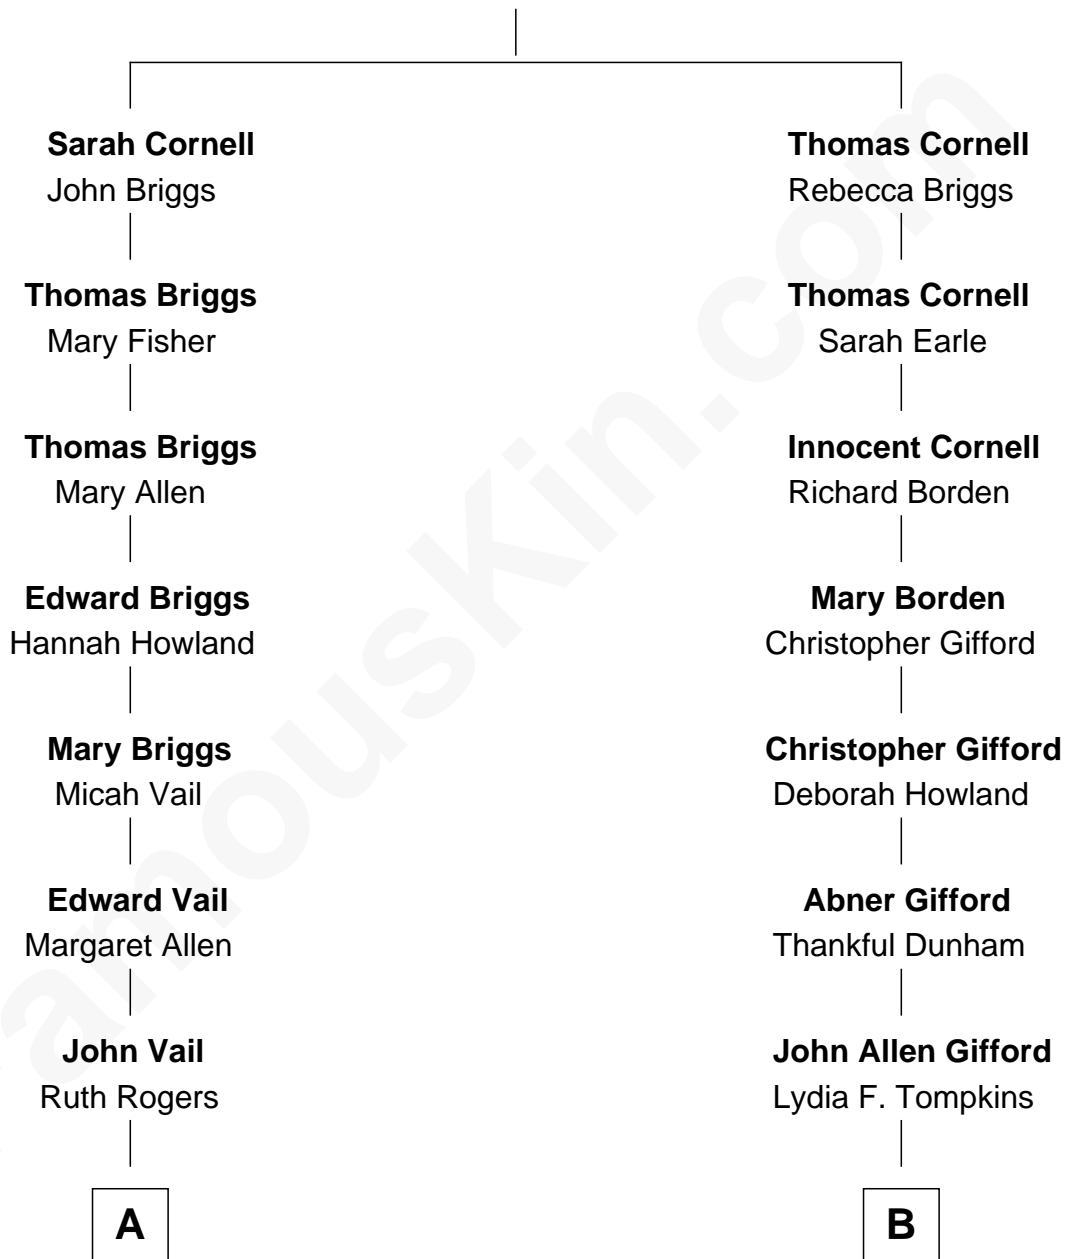 Sarah Cornell
John Briggs
Thomas Briggs
Mary Fisher
Thomas Briggs
Mary Allen
Edward Briggs
Hannah Howland
Mary Briggs
Micah Vail
Edward Vail
Margaret Allen
John Vail
Ruth Rogers
A
Thomas Cornell
Rebecca Briggs
Thomas Cornell
Sarah Earle
Innocent Cornell
Richard Borden
Mary Borden
Christopher Gifford
Christopher Gifford
Deborah Howland
Abner Gifford
Thankful Dunham
John Allen Gifford
Lydia F. Tompkins
B
amouskin.com